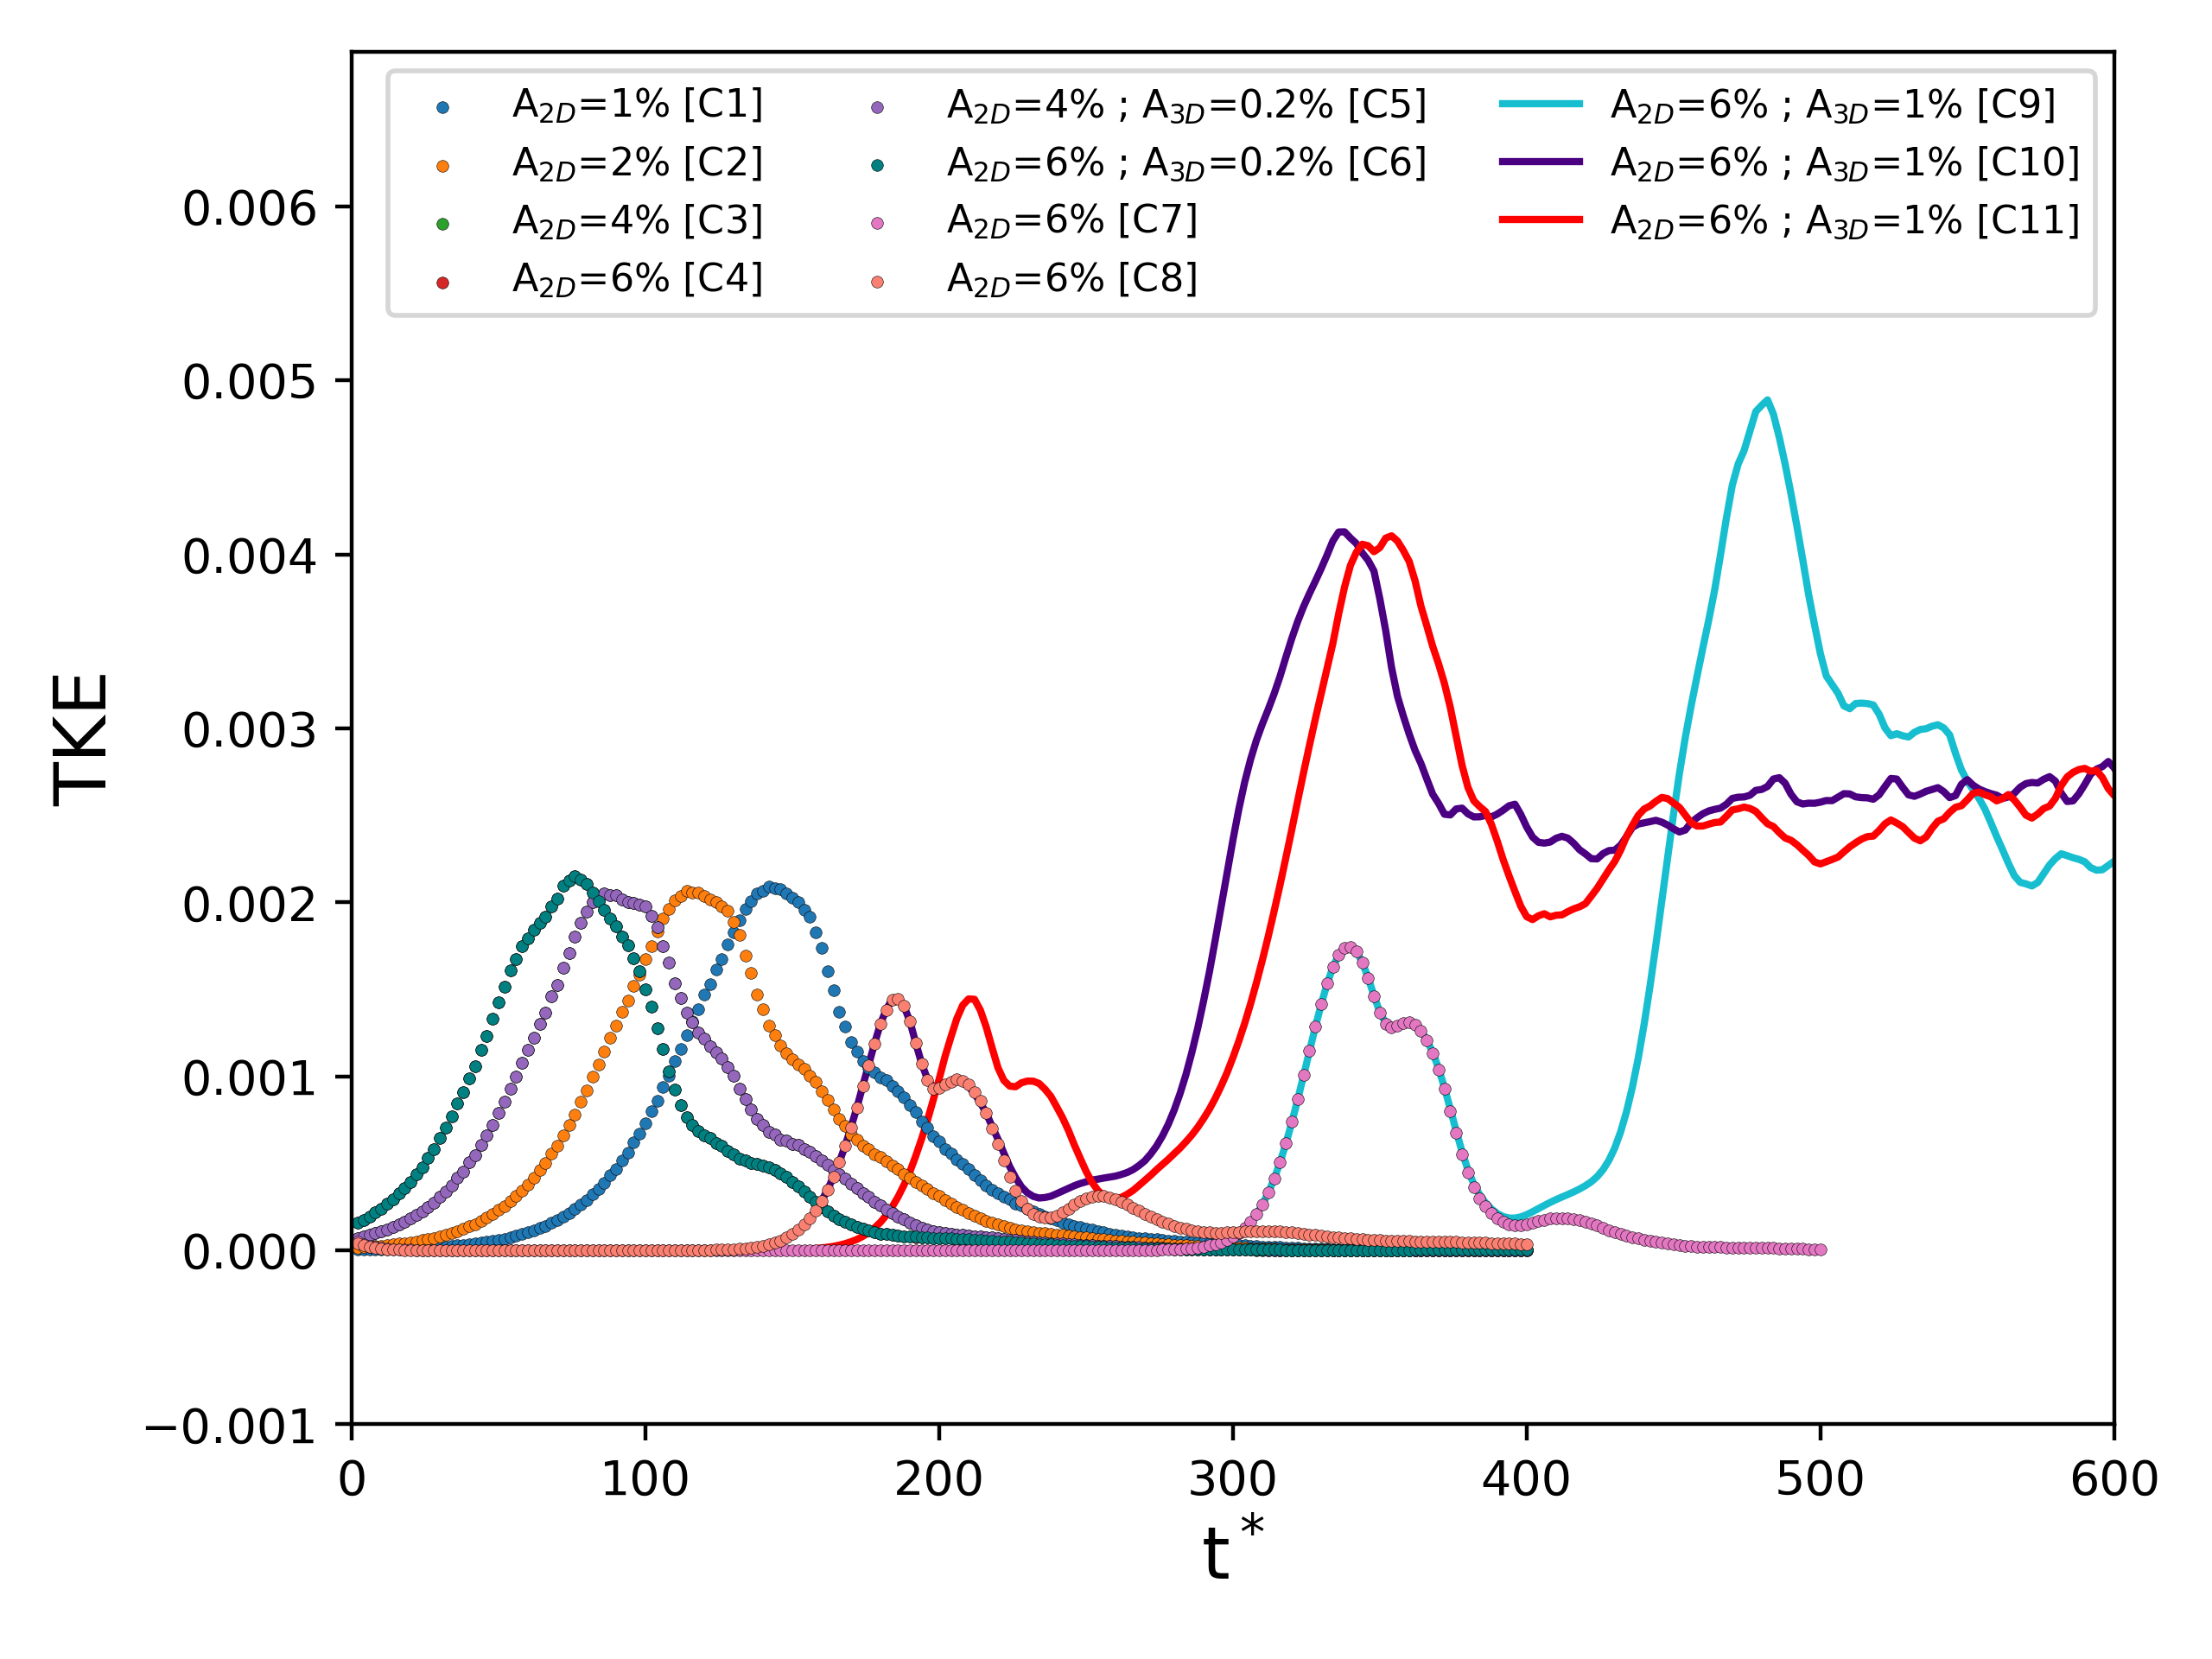 A2D=1% [C1]
A2D=2% [C2]
A2D=4% [C3]
A2D=6% [C4]
A2D=4% ; A3D=0.2% [C5]
A2D=6% ; A3D=0.2% [C6]
A2D=6% [C7]
A2D=6% [C8]
A2D=6% ; A3D=1% [C9]
A2D=6% ; A3D=1% [C10]
A2D=6% ; A3D=1% [C11]
TKE
0.006
0.005
0.004
0.003
0.002
0.001
0.000
−0.001
0 100 200 300 400 500 600
t*